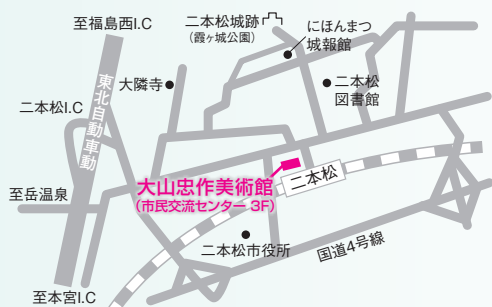 至福島西I.C
二本松城跡
(霞ヶ城公園)
にほんまつ
城報館
大隣寺
二本松
図書館
東北自動車動
二本松I.C
大山忠作美術館
(市民交流センター 3F)
二本松
至岳温泉
二本松市役所
国道4号線
至本宮I.C